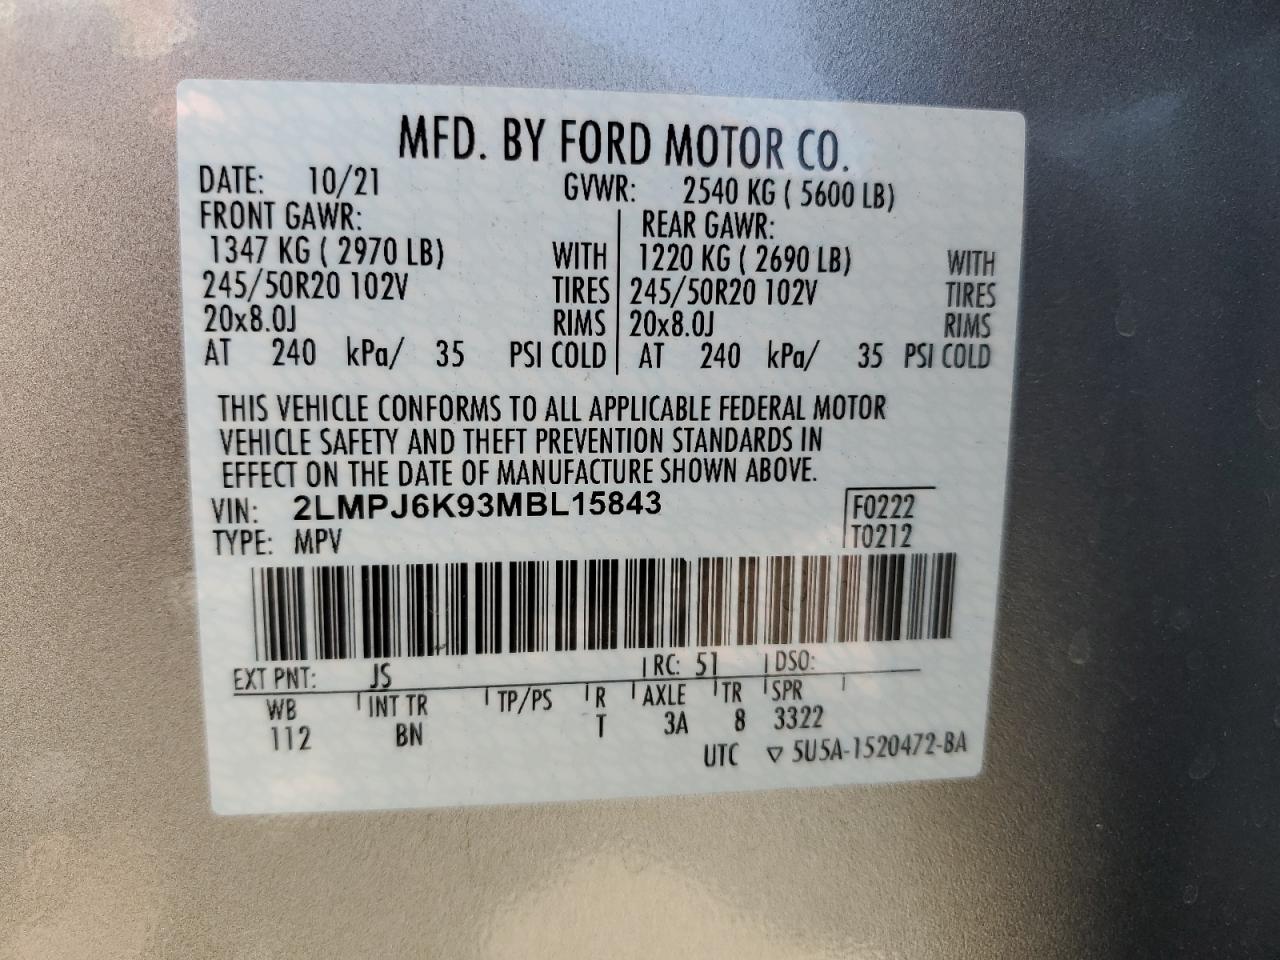 MFD. BY FORD MOTOR CO.
DATE: 10/21 GVWR: 2540 KG ( 5600 LB)
FRONT GAWR: REAR GAWR:
1347 KG ( 2970 LB) WITH 1220 KG ( 2690 LB) WITH
245/50R20 102V TIRES 245/50R20 102V TIRES
20x8.0J RIMS 20x8.0J RIMS
AT 240 kPa/ 35 PSI COLD AT 240 kPa/ 35 PSI COLD
THIS VEHICLE CONFORMS TO ALL APPLICABLE FEDERAL MOTOR
VEHICLE SAFETY AND THEFT PREVENTION STANDARDS IN
EFFECT ON THE DATE OF MANUFACTURE SHOWN ABOVE.
VIN: 2LMPJ6K93MBL15843 F0222
TYPE: MPV T0212
EXT PNT: JS RC: 51 DSO:
WB INT TR TP/PS R AXLE TR SPR
112 BN T 3A 8 3322
UTC ▽ 5U5A-1520472-BA